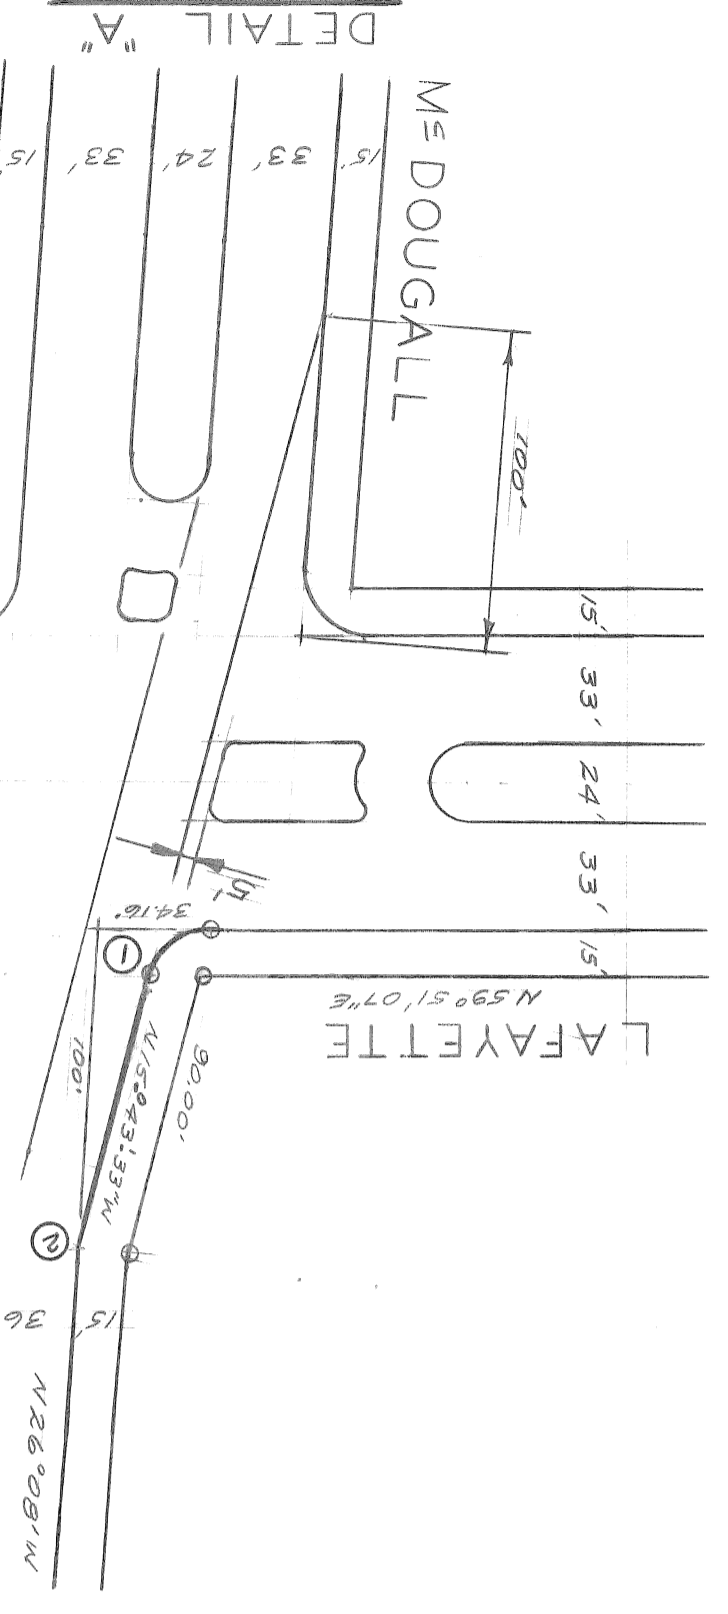 DETAIL "A"
15' 33' 24' 33' 15'
Mc DOUGALL
100'
15' 33' 24' 33' 15'
5'
34.16'
1
N 59° 51' 07" E
LAFAYETTE
100'
N 15° 43' 33" W
90.00'
2
15' 36
N 26° 08' W